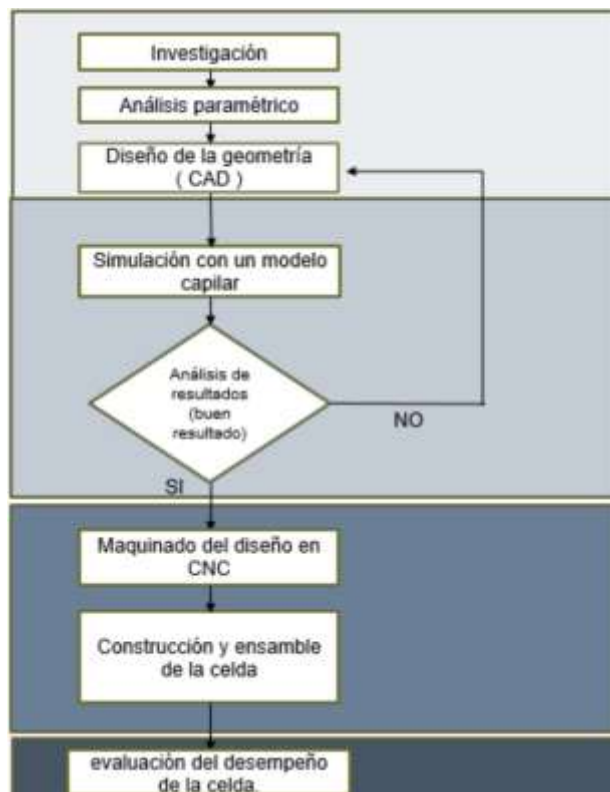 Investigación
Análisis paramétrico
Diseño de la geometría
( CAD )
Simulación con un modelo
capilar
Análisis de
resultados
(buen
resultado)
NO
SI
Maquinado del diseño en
CNC
Construcción y ensamble
de la celda
evaluación del desempeño
de la celda.